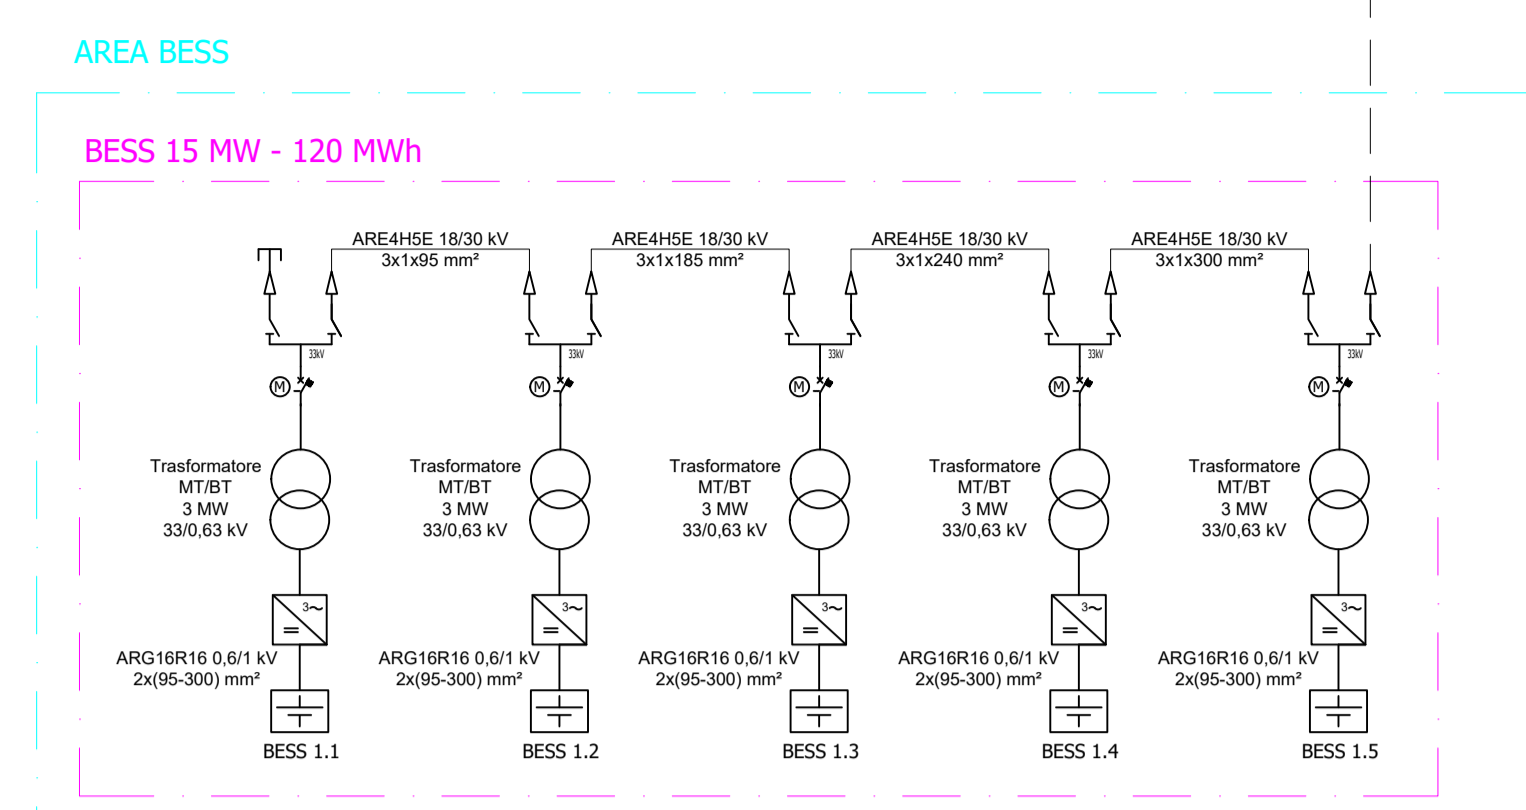 AREA BESS
BESS 15 MW - 120 MWh
ARE4H5E 18/30 kV
3x1x95 mm²
ARE4H5E 18/30 kV
3x1x185 mm²
ARE4H5E 18/30 kV
3x1x240 mm²
ARE4H5E 18/30 kV
3x1x300 mm²
33kV
33kV
33kV
33kV
33kV
M
M
M
M
M
Trasformatore
MT/BT
3 MW
33/0,63 kV
Trasformatore
MT/BT
3 MW
33/0,63 kV
Trasformatore
MT/BT
3 MW
33/0,63 kV
Trasformatore
MT/BT
3 MW
33/0,63 kV
Trasformatore
MT/BT
3 MW
33/0,63 kV
3~
3~
3~
3~
3~
ARG16R16 0,6/1 kV
2x(95-300) mm²
ARG16R16 0,6/1 kV
2x(95-300) mm²
ARG16R16 0,6/1 kV
2x(95-300) mm²
ARG16R16 0,6/1 kV
2x(95-300) mm²
ARG16R16 0,6/1 kV
2x(95-300) mm²
BESS 1.1
BESS 1.2
BESS 1.3
BESS 1.4
BESS 1.5